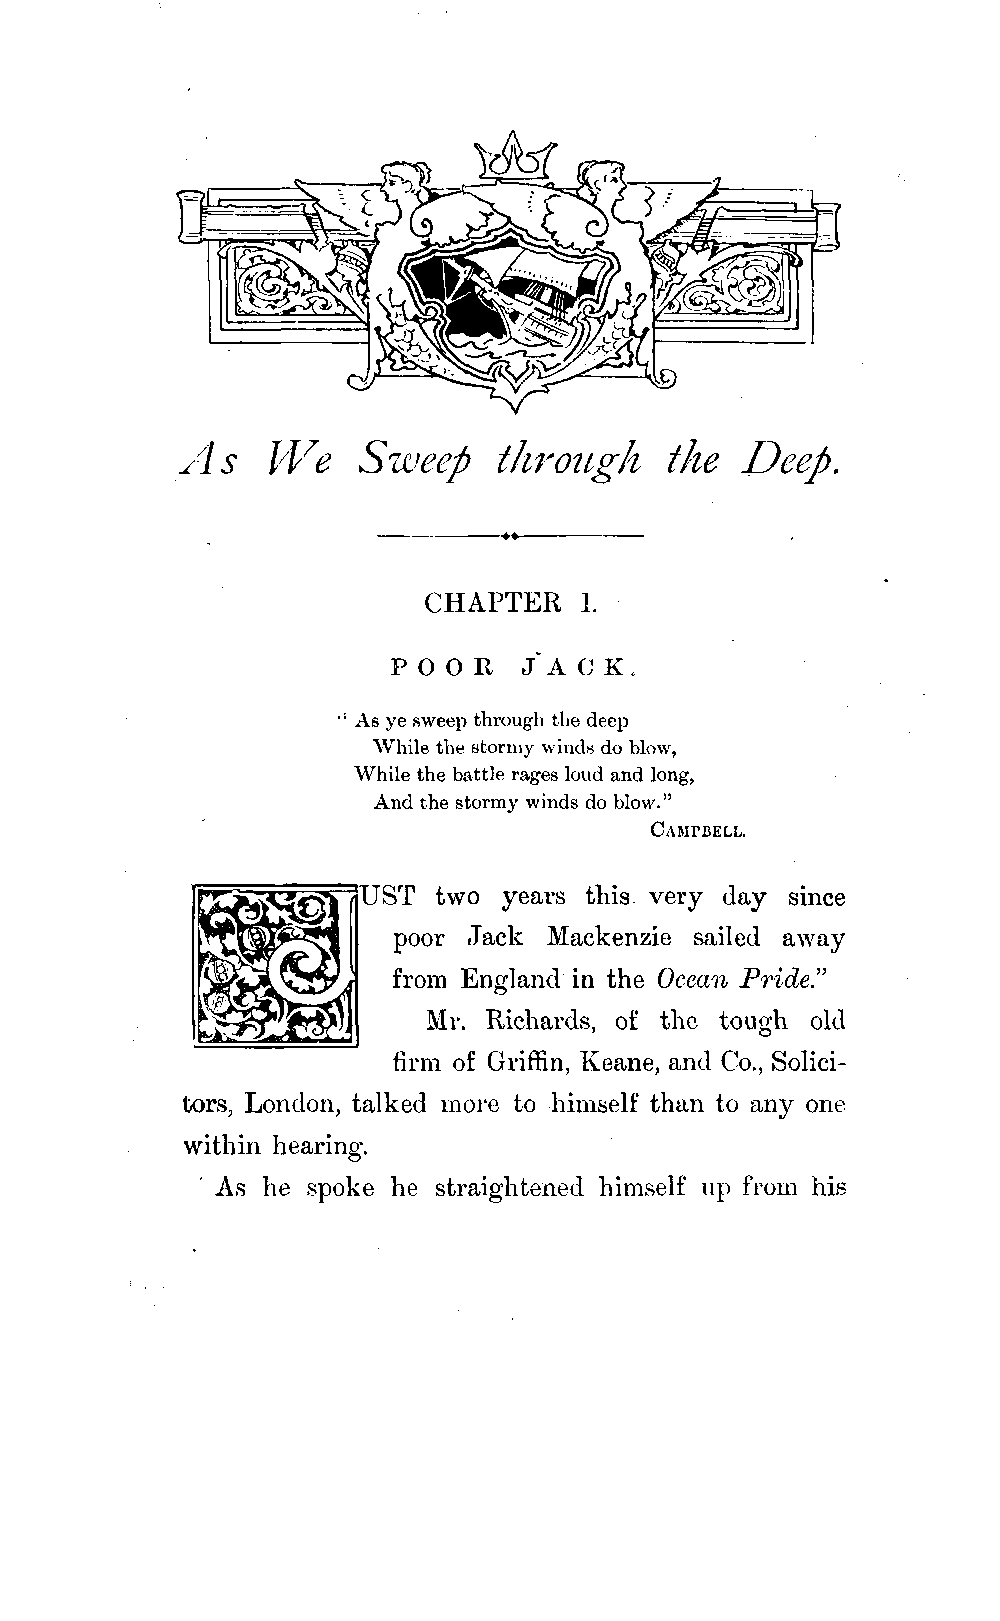 As We Sweep through the Deep.
CHAPTER I.
POOR JACK.
"As ye sweep through the deep
While the stormy winds do blow,
While the battle rages loud and long,
And the stormy winds do blow."
CAMPBELL.
JUST two years this very day since
poor Jack Mackenzie sailed away
from England in the Ocean Pride."
Mr. Richards, of the tough old
firm of Griffin, Keane, and Co., Solici-
tors, London, talked more to himself than to any one
within hearing.
As he spoke he straightened himself up from his